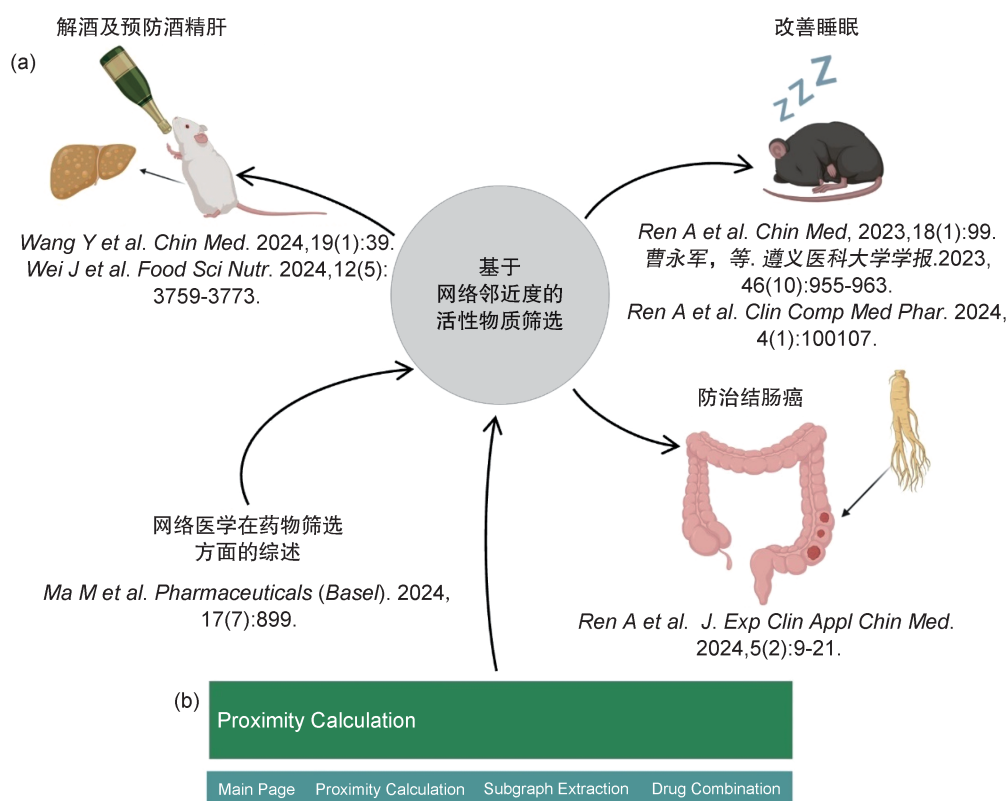 (a)
解酒及预防酒精肝
Wang Y et al. Chin Med. 2024,19(1):39.
Wei J et al. Food Sci Nutr. 2024,12(5):
3759-3773.
改善睡眠
zzZ
Ren A et al. Chin Med, 2023,18(1):99.
曹永军，等. 遵义医科大学学报.2023,
46(10):955-963.
Ren A et al. Clin Comp Med Phar. 2024,
4(1):100107.
基于
网络邻近度的
活性物质筛选
防治结肠癌
Ren A et al. J. Exp Clin Appl Chin Med.
2024,5(2):9-21.
网络医学在药物筛选
方面的综述
Ma M et al. Pharmaceuticals (Basel). 2024,
17(7):899.
(b)
Proximity Calculation
Main Page Proximity Calculation Subgraph Extraction Drug Combination